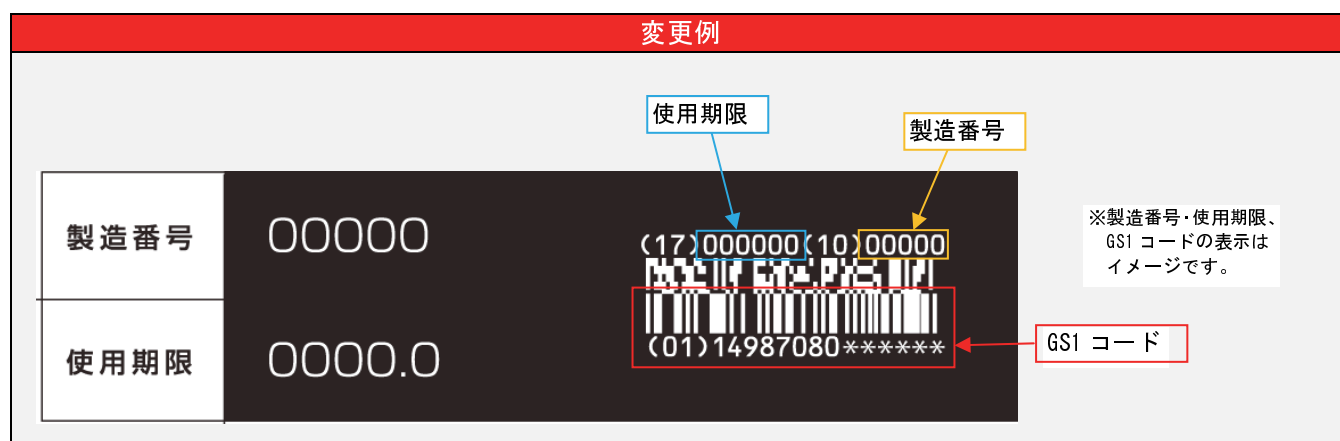 変更例
使用期限
製造番号
製造番号
00000
(17)000000(10)00000
※製造番号・使用期限、
GS1 コードの表示は
イメージです。
使用期限
0000.0
(01)14987080******
GS1 コード